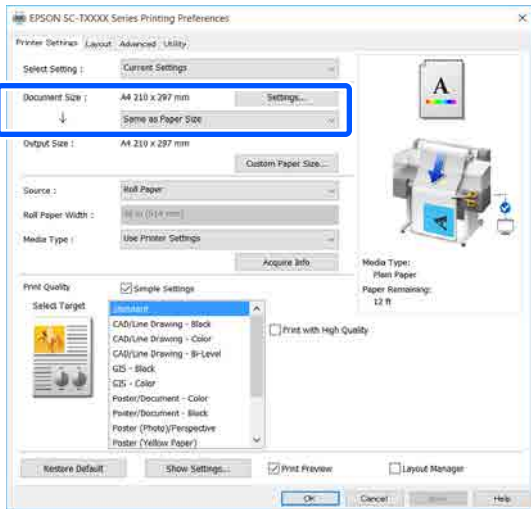 EPSON SC-TXXXX Series Printing Preferences
Printer Settings Layout Advanced Utility
Select Setting : Current Settings
Document Size : A4 210 x 297 mm Settings...
Same as Paper Size
Output Size : A4 210 x 297 mm
Custom Paper Size...
Source : Roll Paper
Roll Paper Width :
Media Type : Use Printer Settings
Acquire Info
A
Media Type:
Plain Paper
Paper Remaining:
12 ft
Print Quality Simple Settings
Select Target
Standard
CAD/Line Drawing - Black
CAD/Line Drawing - Color
CAD/Line Drawing - Bi-Level
GIS - Black
GIS - Color
Poster/Document - Color
Poster/Document - Black
Poster (Photo)/Perspective
Poster (Yellow Paper)
Print with High Quality
Restore Default Show Settings... Print Preview Layout Manager
OK Cancel Help